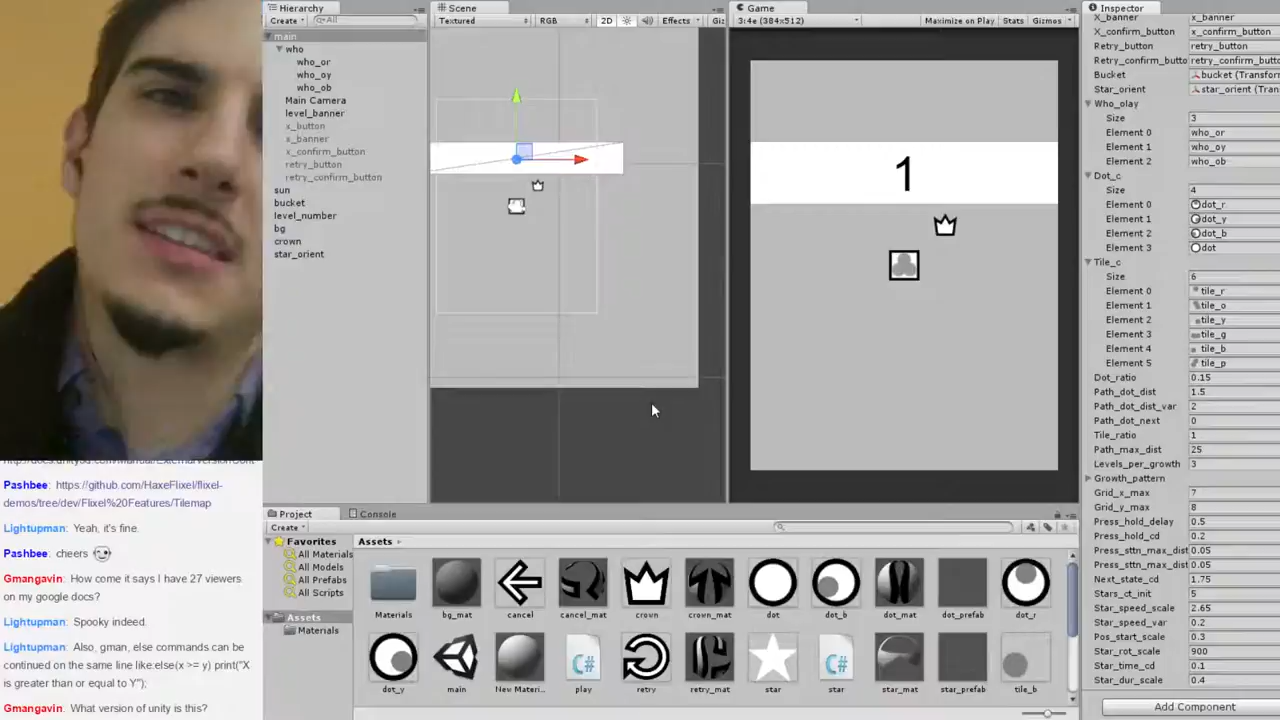 Hierarchy
Create
All
main
who
who_or
who_oy
who_ob
Main Camera
level_banner
x_button
x_banner
x_confirm_button
retry_button
retry_confirm_button
sun
bucket
level_number
bg
crown
star_orient
Scene
Textured
RGB
2D
Effects
Giz
Game
3:4e (384x512)
Maximize on Play
Stats
Gizmos
1
Inspector
X_banner x_banner
X_confirm_button x_confirm_button
Retry_button retry_button
Retry_confirm_butto retry_confirm_button
Bucket bucket (Transfor
Star_orient star_orient (Tran
Who_olay
Size 3
Element 0 who_or
Element 1 who_oy
Element 2 who_ob
Dot_c
Size 4
Element 0 dot_r
Element 1 dot_y
Element 2 dot_b
Element 3 dot
Tile_c
Size 6
Element 0 tile_r
Element 1 tile_o
Element 2 tile_y
Element 3 tile_g
Element 4 tile_b
Element 5 tile_p
Dot_ratio 0.15
Path_dot_dist 1.5
Path_dot_dist_var 2
Path_dot_next 0
Tile_ratio 1
Path_max_dist 25
Levels_per_growth 3
Growth_pattern
Grid_x_max 7
Grid_y_max 8
Press_hold_delay 0.5
Press_hold_cd 0.2
Press_sttn_max_dist 0.05
Press_sttn_max_dist 0.05
Next_state_cd 1.75
Stars_ct_init 5
Star_speed_scale 2.65
Star_speed_var 0.2
Pos_start_scale 0.3
Star_rot_scale 900
Star_time_cd 0.1
Star_dur_scale 0.4
Add Component
Pashbee: https://github.com/HaxeFlixel/flixel-
demos/tree/dev/Flixel%20Features/Tilemap
Lightupman: Yeah, it's fine.
Pashbee: cheers
Gmangavin: How come it says I have 27 viewers
on my google docs?
Lightupman: Spooky indeed.
Lightupman: Also, gman, else commands can be
continued on the same line like:else(x >= y) print("X
is greater than or equal to Y");
Gmangavin: What version of unity is this?
Project
Console
Create
Favorites
All Materials
All Models
All Prefabs
All Scripts
Assets
Materials
Assets
Materials
bg_mat
cancel
cancel_mat
crown
crown_mat
dot
dot_b
dot_mat
dot_prefab
dot_r
dot_y
main
New Materi...
play
retry
retry_mat
star
star
star_mat
star_prefab
tile_b
C#
C#